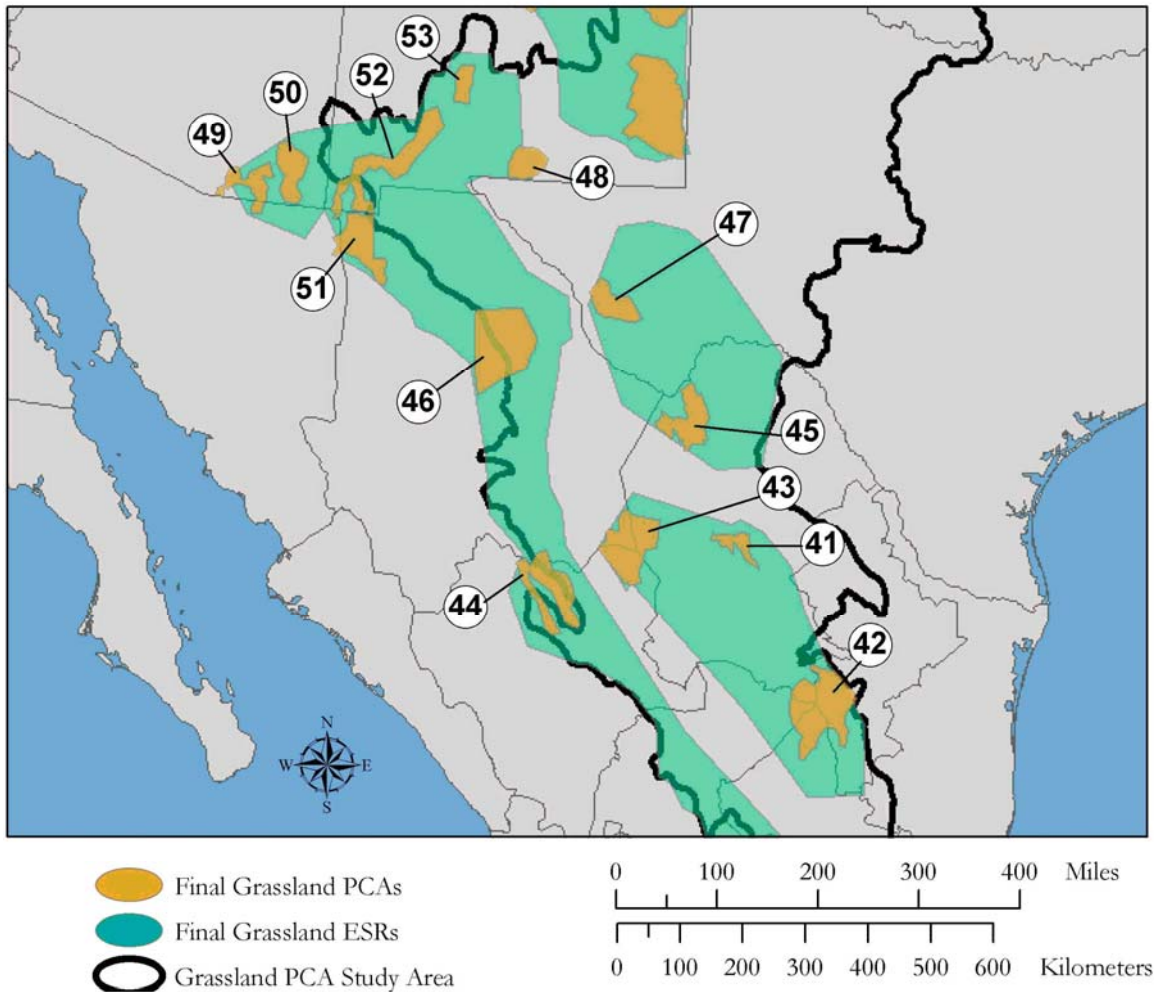 53
52
50
49
48
47
51
46
45
43
41
44
42
N
W E
S
Final Grassland PCAs
Final Grassland ESRs
Grassland PCA Study Area
0 100 200 300 400 Miles
0 100 200 300 400 500 600 Kilometers